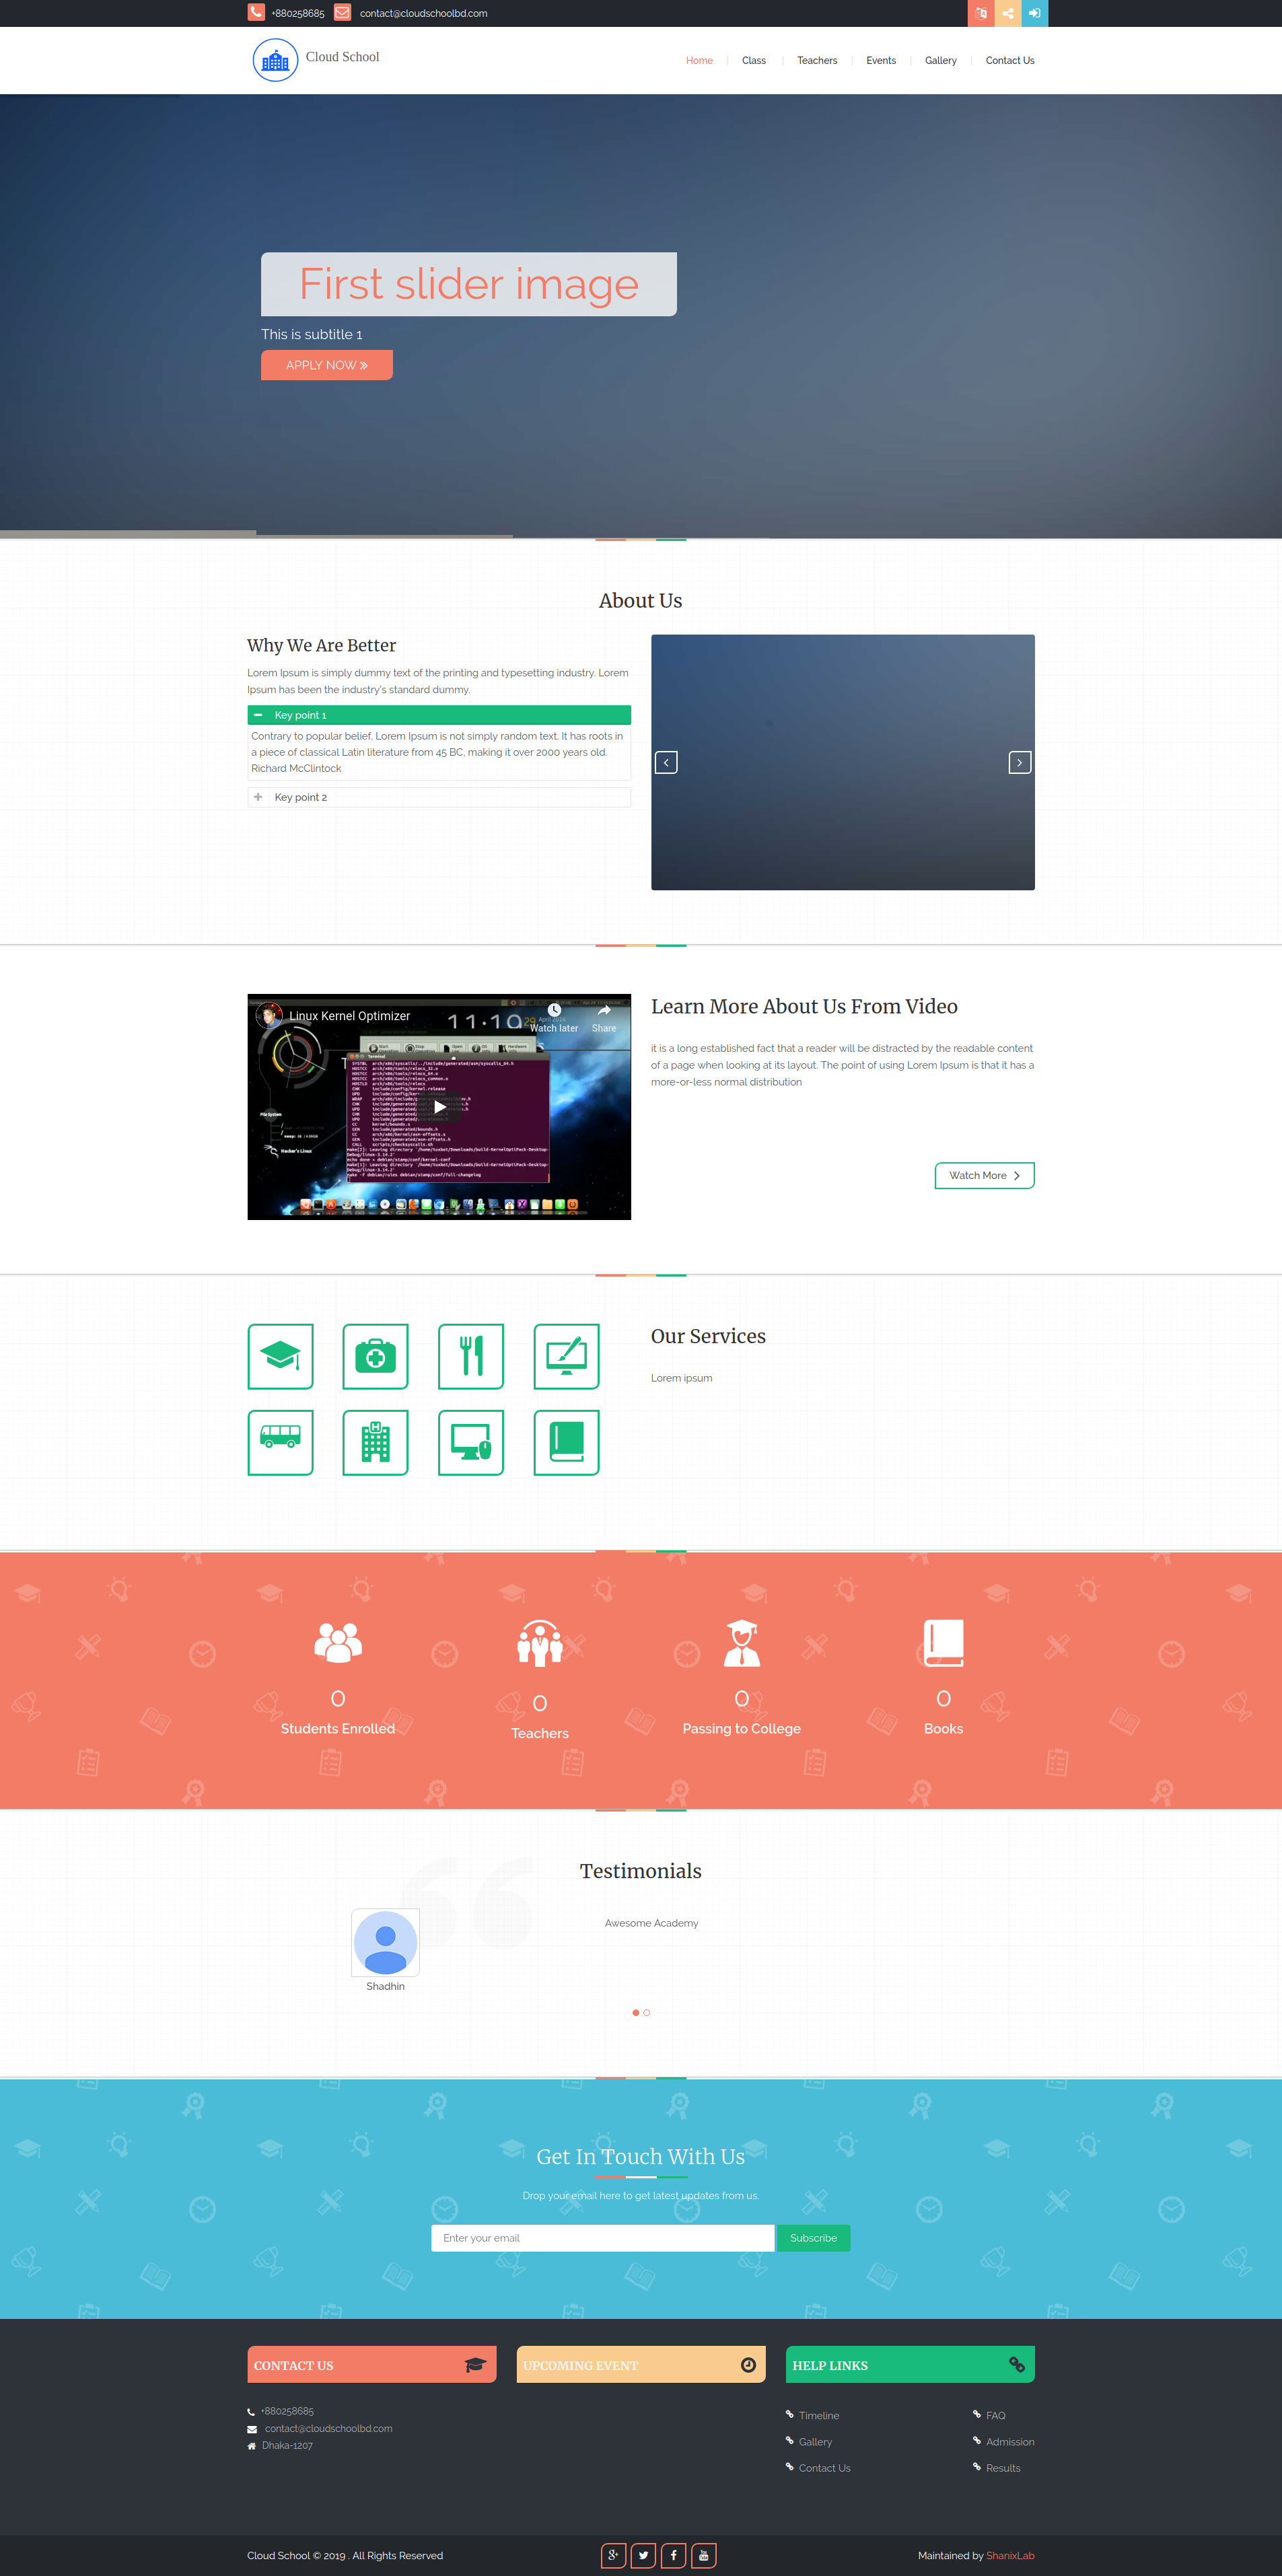 +880258685 contact@cloudschoolbd.com
Cloud School
Home Class Teachers Events Gallery Contact Us
First slider image
This is subtitle 1
APPLY NOW
About Us
Why We Are Better
Lorem Ipsum is simply dummy text of the printing and typesetting industry. Lorem
Ipsum has been the industry's standard dummy.
Key point 1
Contrary to popular belief, Lorem Ipsum is not simply random text. It has roots in
a piece of classical Latin literature from 45 BC, making it over 2000 years old.
Richard McClintock
Key point 2
Linux Kernel Optimizer
Watch later Share
Terminal
Learn More About Us From Video
it is a long established fact that a reader will be distracted by the readable content
of a page when looking at its layout. The point of using Lorem Ipsum is that it has a
more-or-less normal distribution
Watch More
Our Services
Lorem ipsum
0
Students Enrolled
0
Teachers
0
Passing to College
0
Books
Testimonials
Awesome Academy
Shadhin
Get In Touch With Us
Drop your email here to get latest updates from us.
Enter your email Subscribe
CONTACT US
+880258685
contact@cloudschoolbd.com
Dhaka-1207
UPCOMING EVENT
HELP LINKS
Timeline FAQ
Gallery Admission
Contact Us Results
Cloud School © 2019 . All Rights Reserved
Maintained by ShanixLab